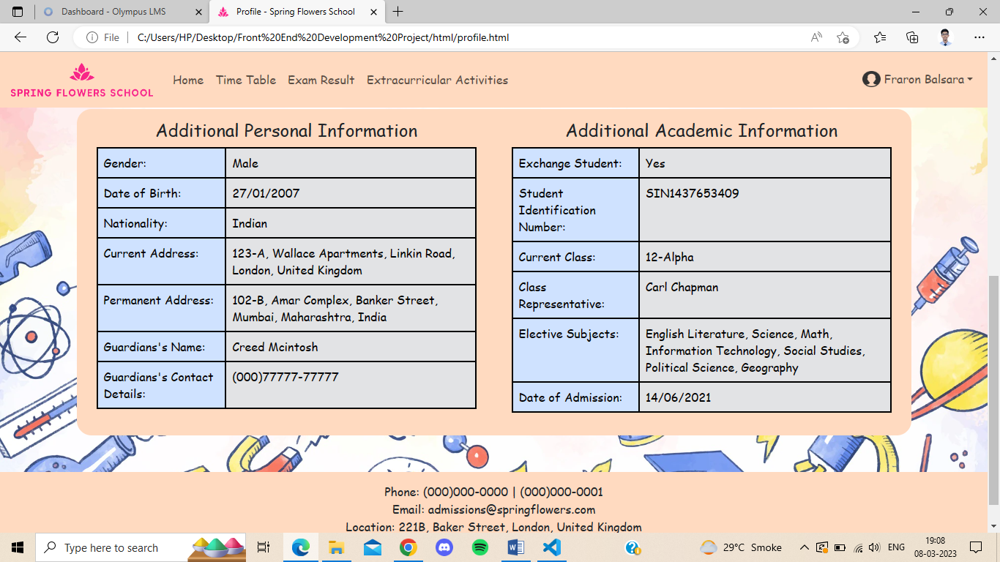 Dashboard - Olympus LMS
Profile - Spring Flowers School
File
C:/Users/HP/Desktop/Front%20End%20Development%20Project/html/profile.html
SPRING FLOWERS SCHOOL
Home Time Table Exam Result Extracurricular Activities
Fraron Balsara
Additional Personal Information
Gender: Male
Date of Birth: 27/01/2007
Nationality: Indian
Current Address: 123-A, Wallace Apartments, Linkin Road,
London, United Kingdom
Permanent Address: 102-B, Amar Complex, Banker Street,
Mumbai, Maharashtra, India
Guardians's Name: Creed Mcintosh
Guardians's Contact (000)77777-77777
Details:
Additional Academic Information
Exchange Student: Yes
Student SIN1437653409
Identification
Number:
Current Class: 12-Alpha
Class Carl Chapman
Representative:
Elective Subjects: English Literature, Science, Math,
Information Technology, Social Studies,
Political Science, Geography
Date of Admission: 14/06/2021
Phone: (000)000-0000 | (000)000-0001
Email: admissions@springflowers.com
Location: 221B, Baker Street, London, United Kingdom
Type here to search
29°C Smoke
ENG
19:08
08-03-2023